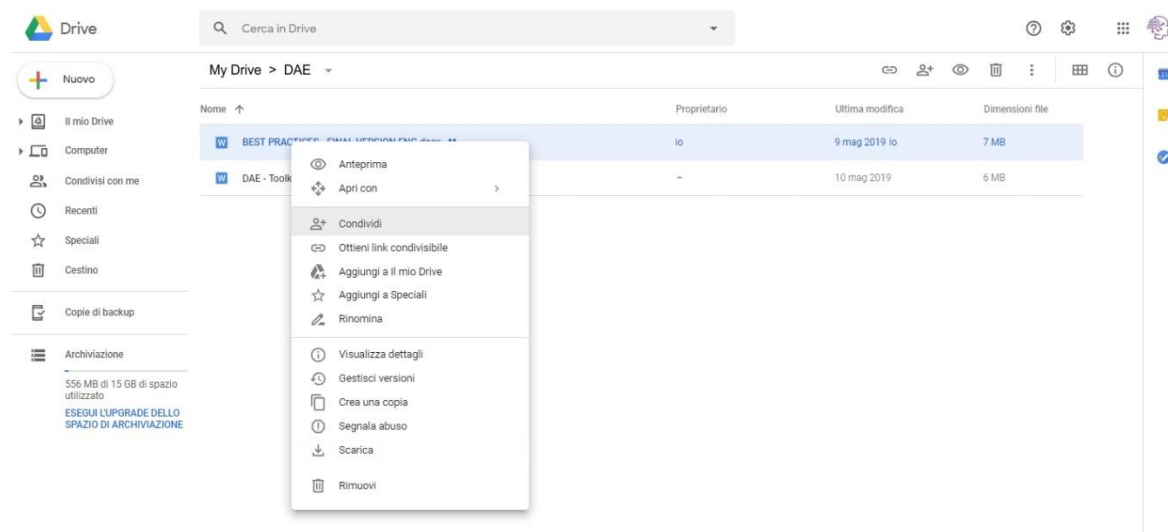 Drive
Cerca in Drive
Nuovo
My Drive > DAE
Nome
Proprietario
Ultima modifica
Dimensioni file
Il mio Drive
Computer
Condivisi con me
Recenti
Speciali
Cestino
Copie di backup
Archiviazione
556 MB di 15 GB di spazio
utilizzato
ESEGUI L'UPGRADE DELLO
SPAZIO DI ARCHIVIAZIONE
BEST PRACTICES - FINAL VERSION ENG.docx
io
9 mag 2019 io
7 MB
DAE - Toolk
–
10 mag 2019
6 MB
Anteprima
Apri con
Condividi
Ottieni link condivisibile
Aggiungi a Il mio Drive
Aggiungi a Speciali
Rinomina
Visualizza dettagli
Gestisci versioni
Crea una copia
Segnala abuso
Scarica
Rimuovi